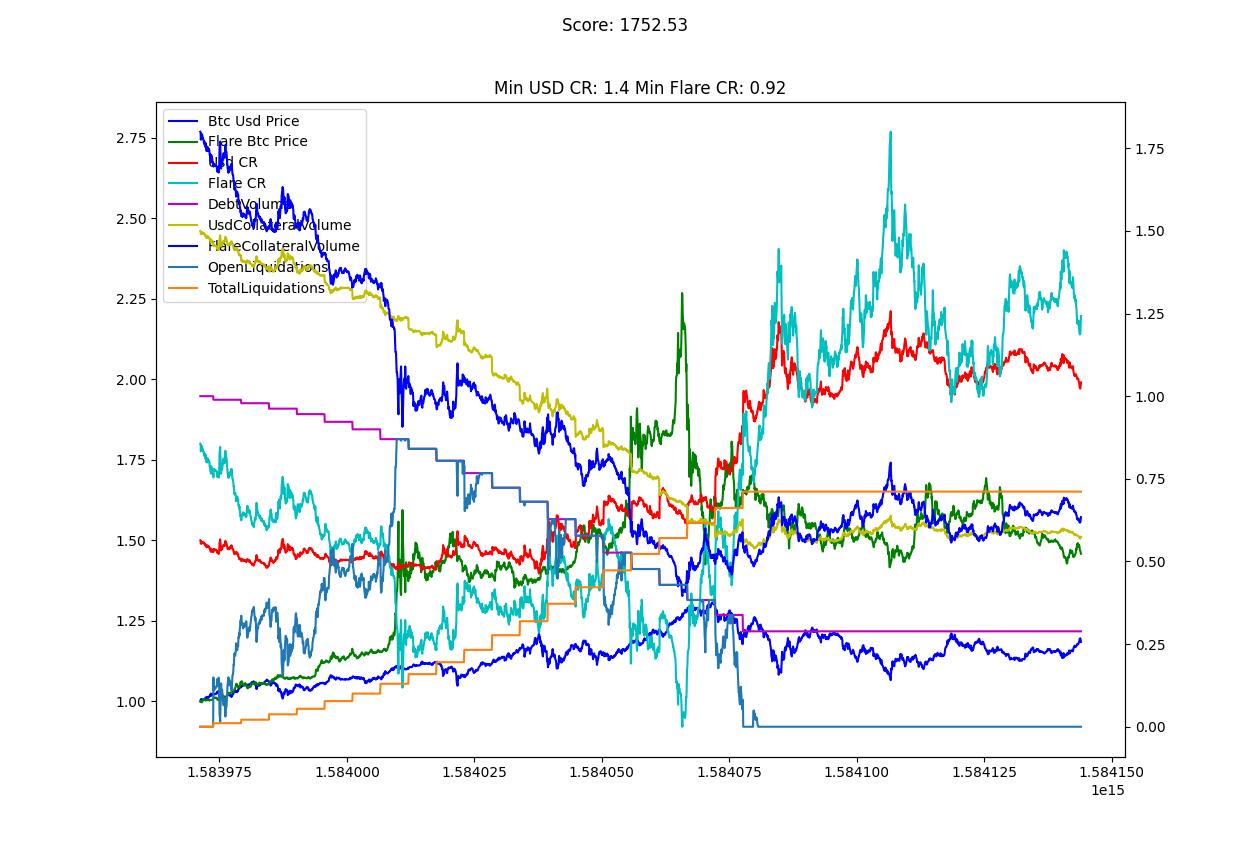 Score: 1752.53
Min USD CR: 1.4 Min Flare CR: 0.92
Btc Usd Price
Flare Btc Price
Usd CR
Flare CR
DebtVolume
UsdCollateralVolume
FlareCollateralVolume
OpenLiquidations
TotalLiquidations
2.75
2.50
2.25
2.00
1.75
1.50
1.25
1.00
1.75
1.50
1.25
1.00
0.75
0.50
0.25
0.00
1.583975
1.584000
1.584025
1.584050
1.584075
1.584100
1.584125
1.584150
1e15